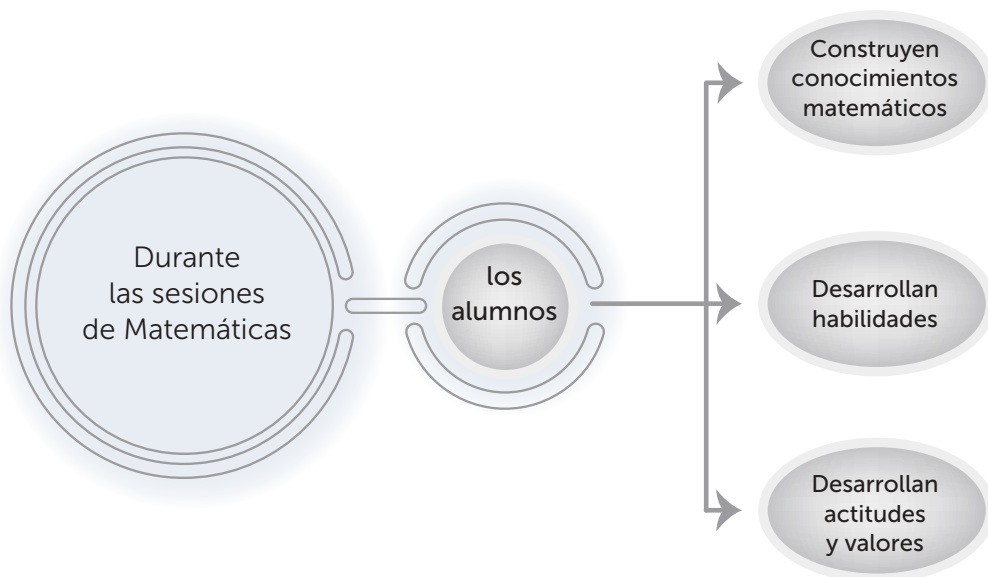 Durante
las sesiones
de Matemáticas
los
alumnos
Construyen
conocimientos
matemáticos
Desarrollan
habilidades
Desarrollan
actitudes
y valores